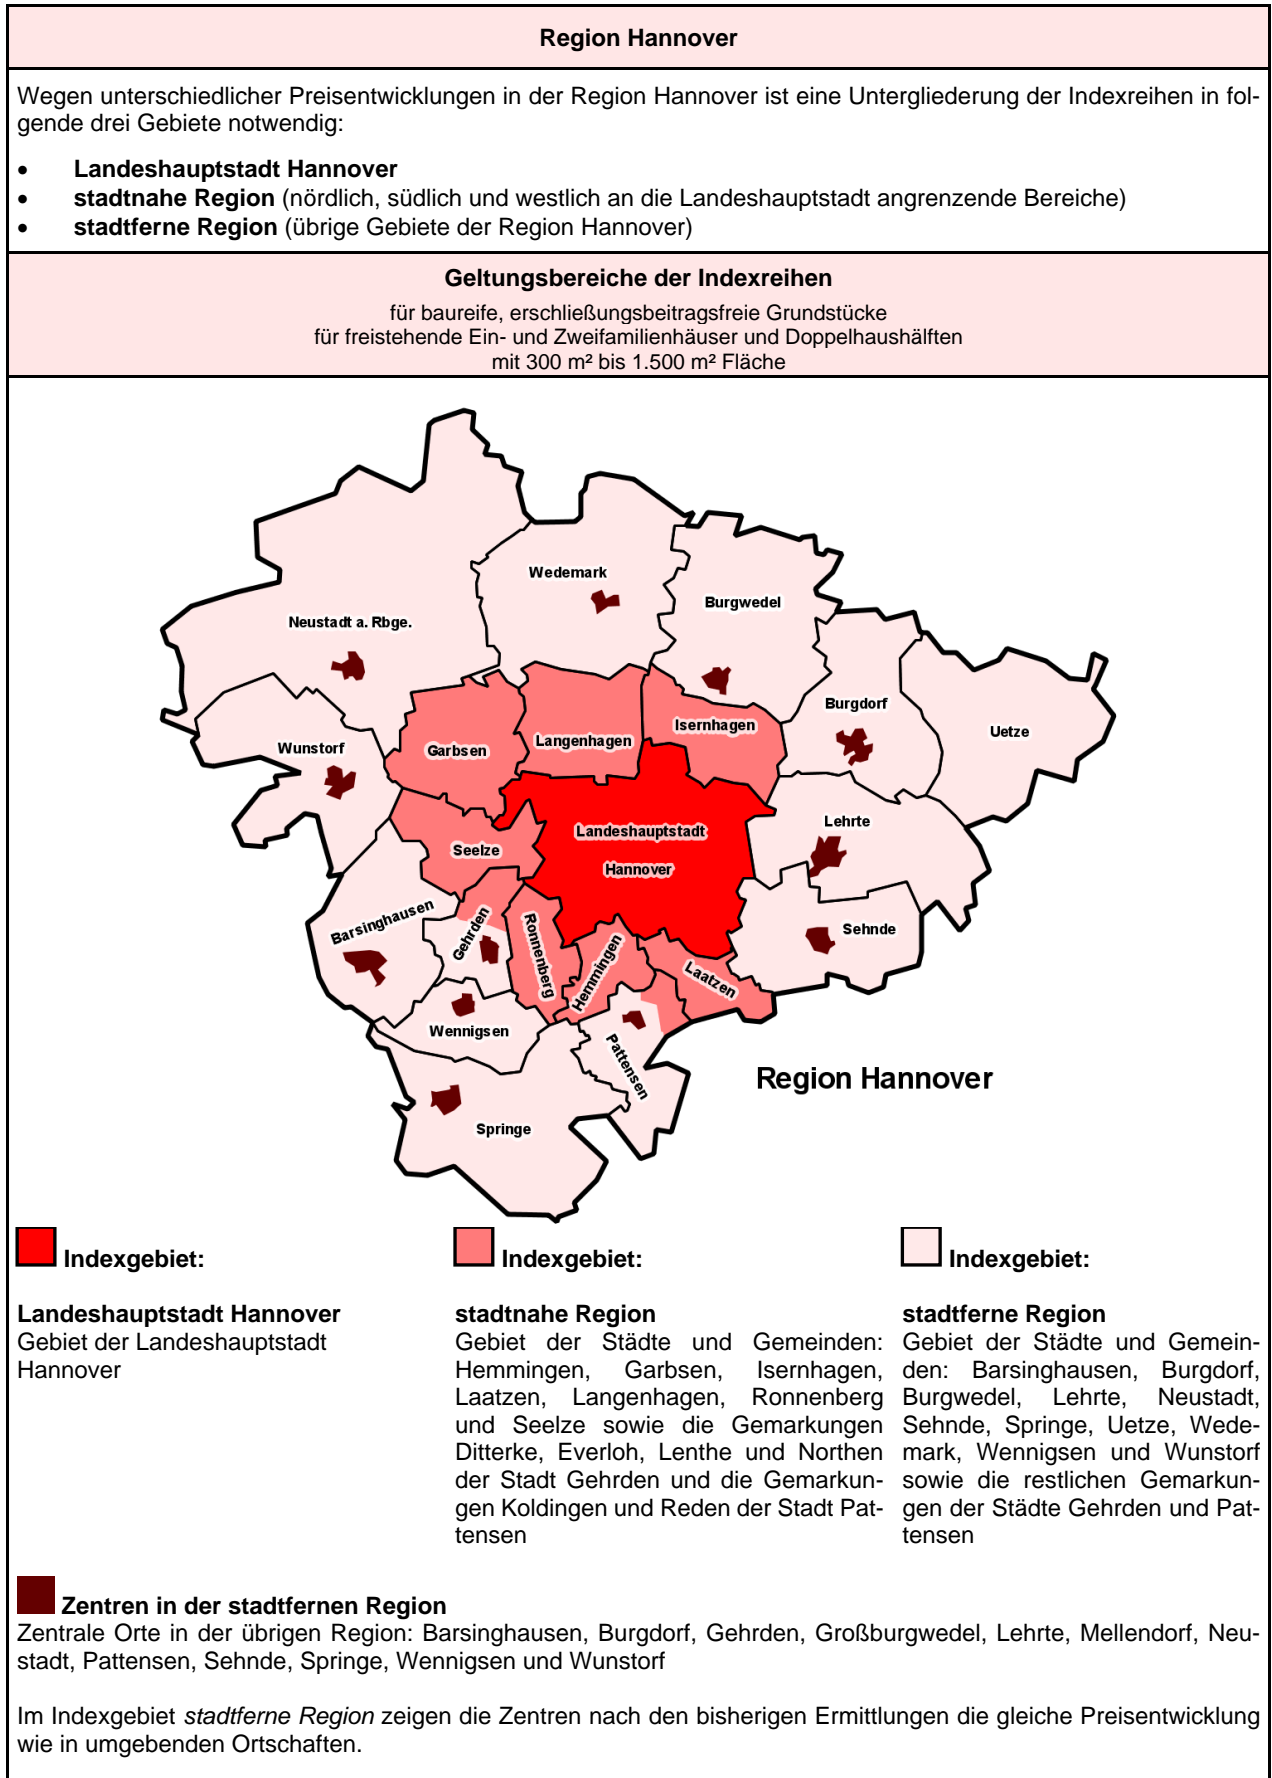 Region Hannover
Wegen unterschiedlicher Preisentwicklungen in der Region Hannover ist eine Untergliederung der Indexreihen in fol-
gende drei Gebiete notwendig:
• Landeshauptstadt Hannover
• stadtnahe Region (nördlich, südlich und westlich an die Landeshauptstadt angrenzende Bereiche)
• stadtferne Region (übrige Gebiete der Region Hannover)
Geltungsbereiche der Indexreihen
für baureife, erschließungsbeitragsfreie Grundstücke
für freistehende Ein- und Zweifamilienhäuser und Doppelhaushälften
mit 300 m² bis 1.500 m² Fläche
Wedemark
Burgwedel
Neustadt a. Rbge.
Burgdorf
Isernhagen
Uetze
Langenhagen
Wunstorf
Garbsen
Lehrte
Landeshauptstadt
Hannover
Seelze
Barsinghausen
Gehrden
Ronnenberg
Hemmingen
Laatzen
Sehnde
Wennigsen
Pattensen
Region Hannover
Springe
Indexgebiet:
Landeshauptstadt Hannover
Gebiet der Landeshauptstadt
Hannover
Indexgebiet:
stadtnahe Region
Gebiet der Städte und Gemeinden:
Hemmingen, Garbsen, Isernhagen,
Laatzen, Langenhagen, Ronnenberg
und Seelze sowie die Gemarkungen
Ditterke, Everloh, Lenthe und Northen
der Stadt Gehrden und die Gemarkun-
gen Koldingen und Reden der Stadt Pat-
tensen
Indexgebiet:
stadtferne Region
Gebiet der Städte und Gemein-
den: Barsinghausen, Burgdorf,
Burgwedel, Lehrte, Neustadt,
Sehnde, Springe, Uetze, Wede-
mark, Wennigsen und Wunstorf
sowie die restlichen Gemarkun-
gen der Städte Gehrden und Pat-
tensen
Zentren in der stadtfernen Region
Zentrale Orte in der übrigen Region: Barsinghausen, Burgdorf, Gehrden, Großburgwedel, Lehrte, Mellendorf, Neu-
stadt, Pattensen, Sehnde, Springe, Wennigsen und Wunstorf
Im Indexgebiet stadtferne Region zeigen die Zentren nach den bisherigen Ermittlungen die gleiche Preisentwicklung
wie in umgebenden Ortschaften.